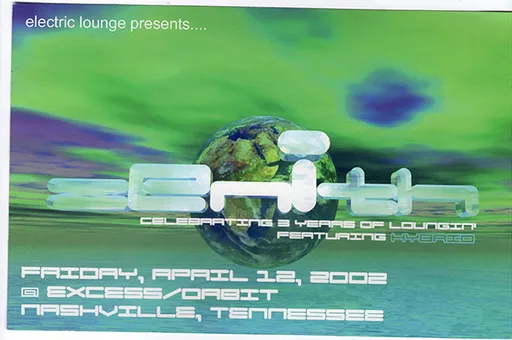 electric lounge presents....
zenith
CELEBRATING 3 YEARS OF LOUNGIN'
FEATURING HYBRID
FRIDAY, APRIL 12, 2002
@ EXCESS/ORBIT
NASHVILLE, TENNESSEE